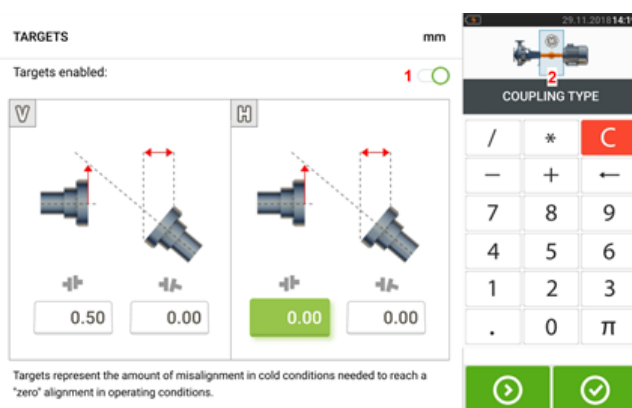 29.11.2018 14:19
TARGETS
mm
Targets enabled:
1
2
COUPLING TYPE
V
H
0.50
0.00
0.00
0.00
/
*
C
−
+
←
7
8
9
4
5
6
1
2
3
.
0
π
Targets represent the amount of misalignment in cold conditions needed to reach a
"zero" alignment in operating conditions.